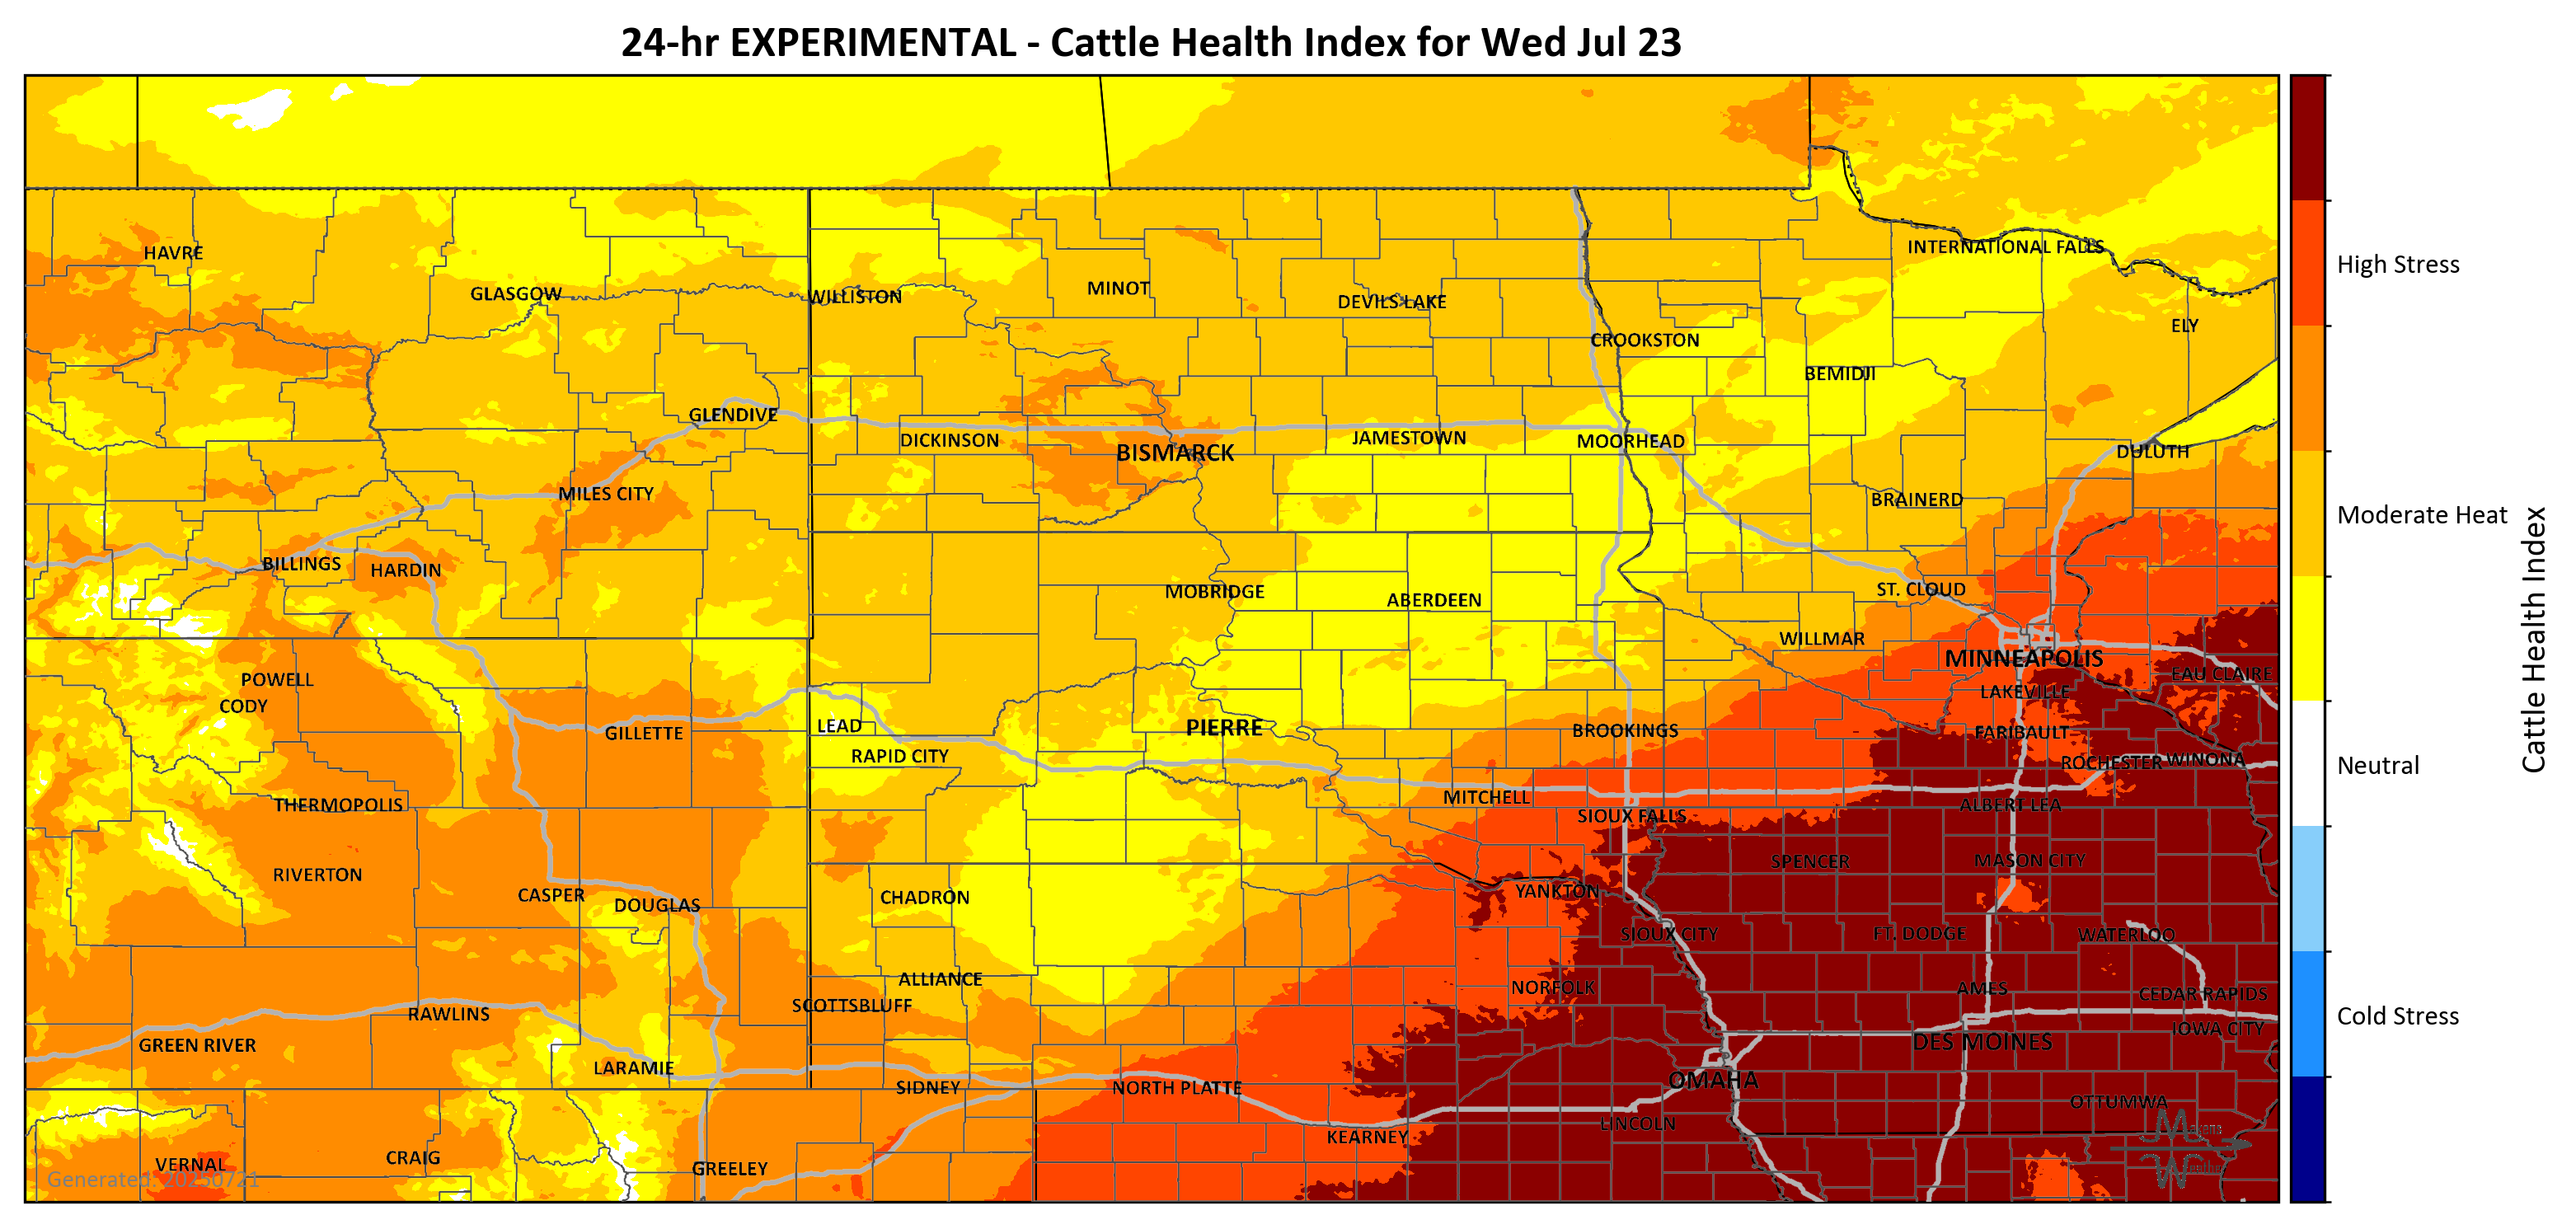 24-hr EXPERIMENTAL - Cattle Health Index for Wed Jul 23
HAVRE
INTERNATIONAL FALLS
High Stress
GLASGOW
WILLISTON
MINOT
DEVILS LAKE
ELY
CROOKSTON
BEMIDJI
GLENDIVE
DICKINSON
BISMARCK
JAMESTOWN
MOORHEAD
DULUTH
MILES CITY
BRAINERD
Moderate Heat
BILLINGS
HARDIN
MOBRIDGE
ABERDEEN
ST. CLOUD
WILLMAR
Cattle Health Index
MINNEAPOLIS
POWELL
EAU CLAIRE
CODY
LAKEVILLE
GILLETTE
LEAD
PIERRE
BROOKINGS
FARIBAULT
RAPID CITY
ROCHESTER
WINONA
Neutral
THERMOPOLIS
MITCHELL
SIOUX FALLS
ALBERT LEA
RIVERTON
SPENCER
MASON CITY
CASPER
DOUGLAS
CHADRON
YANKTON
SIOUX CITY
FT. DODGE
WATERLOO
ALLIANCE
NORFOLK
AMES
CEDAR RAPIDS
SCOTTSBLUFF
RAWLINS
Cold Stress
GREEN RIVER
DES MOINES
IOWA CITY
LARAMIE
SIDNEY
NORTH PLATTE
OMAHA
OTTUMWA
KEARNEY
LINCOLN
VERNAL
CRAIG
GREELEY
Generated: 20250721